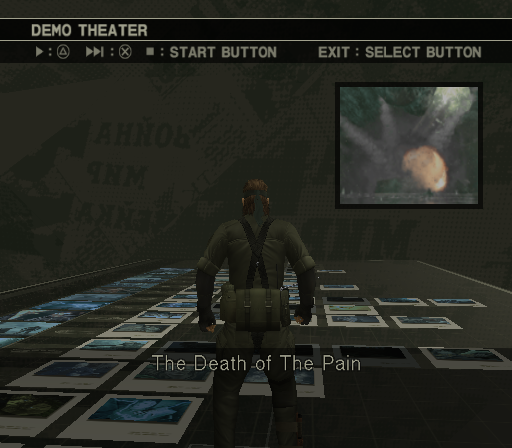 DEMO THEATER
▶ : △ ▶▶| : ✕ ■ : START BUTTON EXIT : SELECT BUTTON
The Death of The Pain